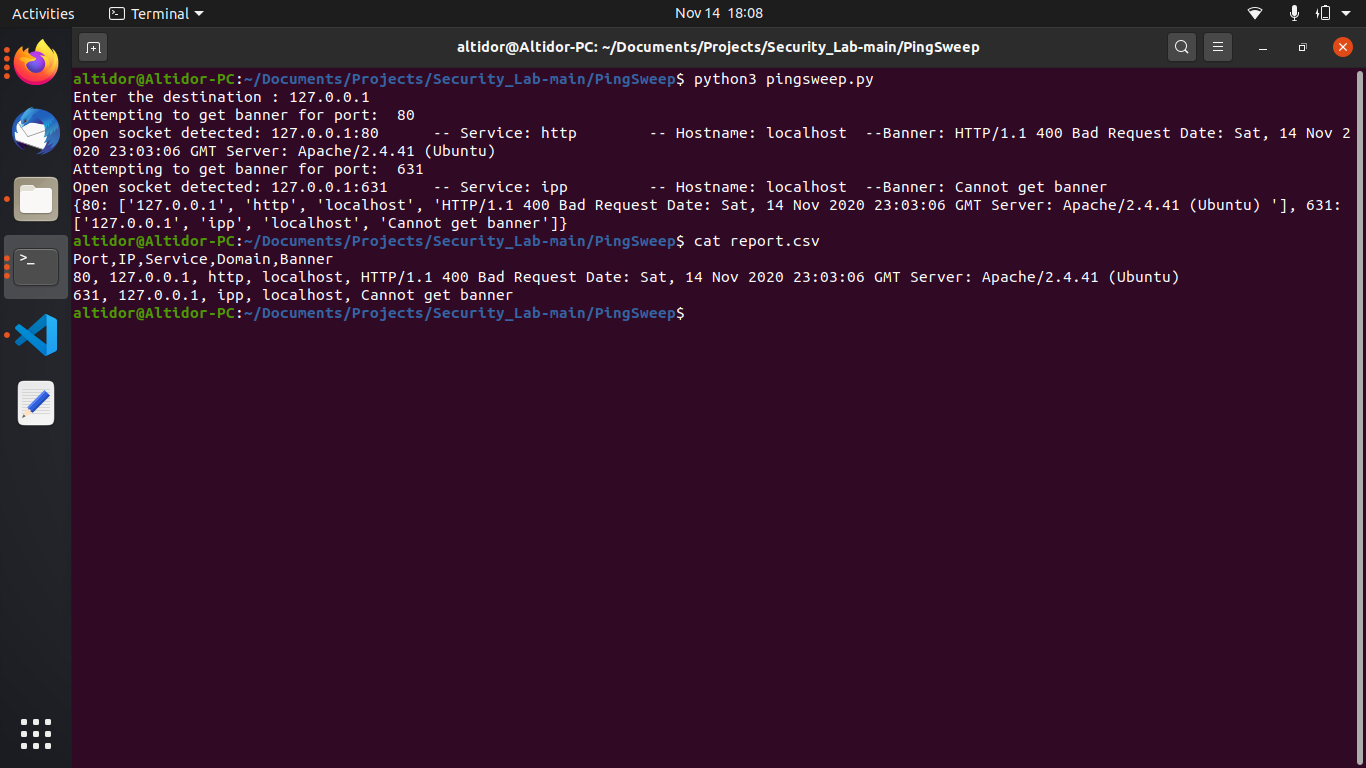 Activities Terminal Nov 14 18:08
altidor@Altidor-PC: ~/Documents/Projects/Security_Lab-main/PingSweep
altidor@Altidor-PC:~/Documents/Projects/Security_Lab-main/PingSweep$ python3 pingsweep.py
Enter the destination : 127.0.0.1
Attempting to get banner for port:  80
Open socket detected: 127.0.0.1:80      -- Service: http        -- Hostname: localhost  --Banner: HTTP/1.1 400 Bad Request Date: Sat, 14 Nov 2
020 23:03:06 GMT Server: Apache/2.4.41 (Ubuntu)
Attempting to get banner for port:  631
Open socket detected: 127.0.0.1:631     -- Service: ipp         -- Hostname: localhost  --Banner: Cannot get banner
{80: ['127.0.0.1', 'http', 'localhost', 'HTTP/1.1 400 Bad Request Date: Sat, 14 Nov 2020 23:03:06 GMT Server: Apache/2.4.41 (Ubuntu) '], 631:
['127.0.0.1', 'ipp', 'localhost', 'Cannot get banner']}
altidor@Altidor-PC:~/Documents/Projects/Security_Lab-main/PingSweep$ cat report.csv
Port,IP,Service,Domain,Banner
80, 127.0.0.1, http, localhost, HTTP/1.1 400 Bad Request Date: Sat, 14 Nov 2020 23:03:06 GMT Server: Apache/2.4.41 (Ubuntu)
631, 127.0.0.1, ipp, localhost, Cannot get banner
altidor@Altidor-PC:~/Documents/Projects/Security_Lab-main/PingSweep$